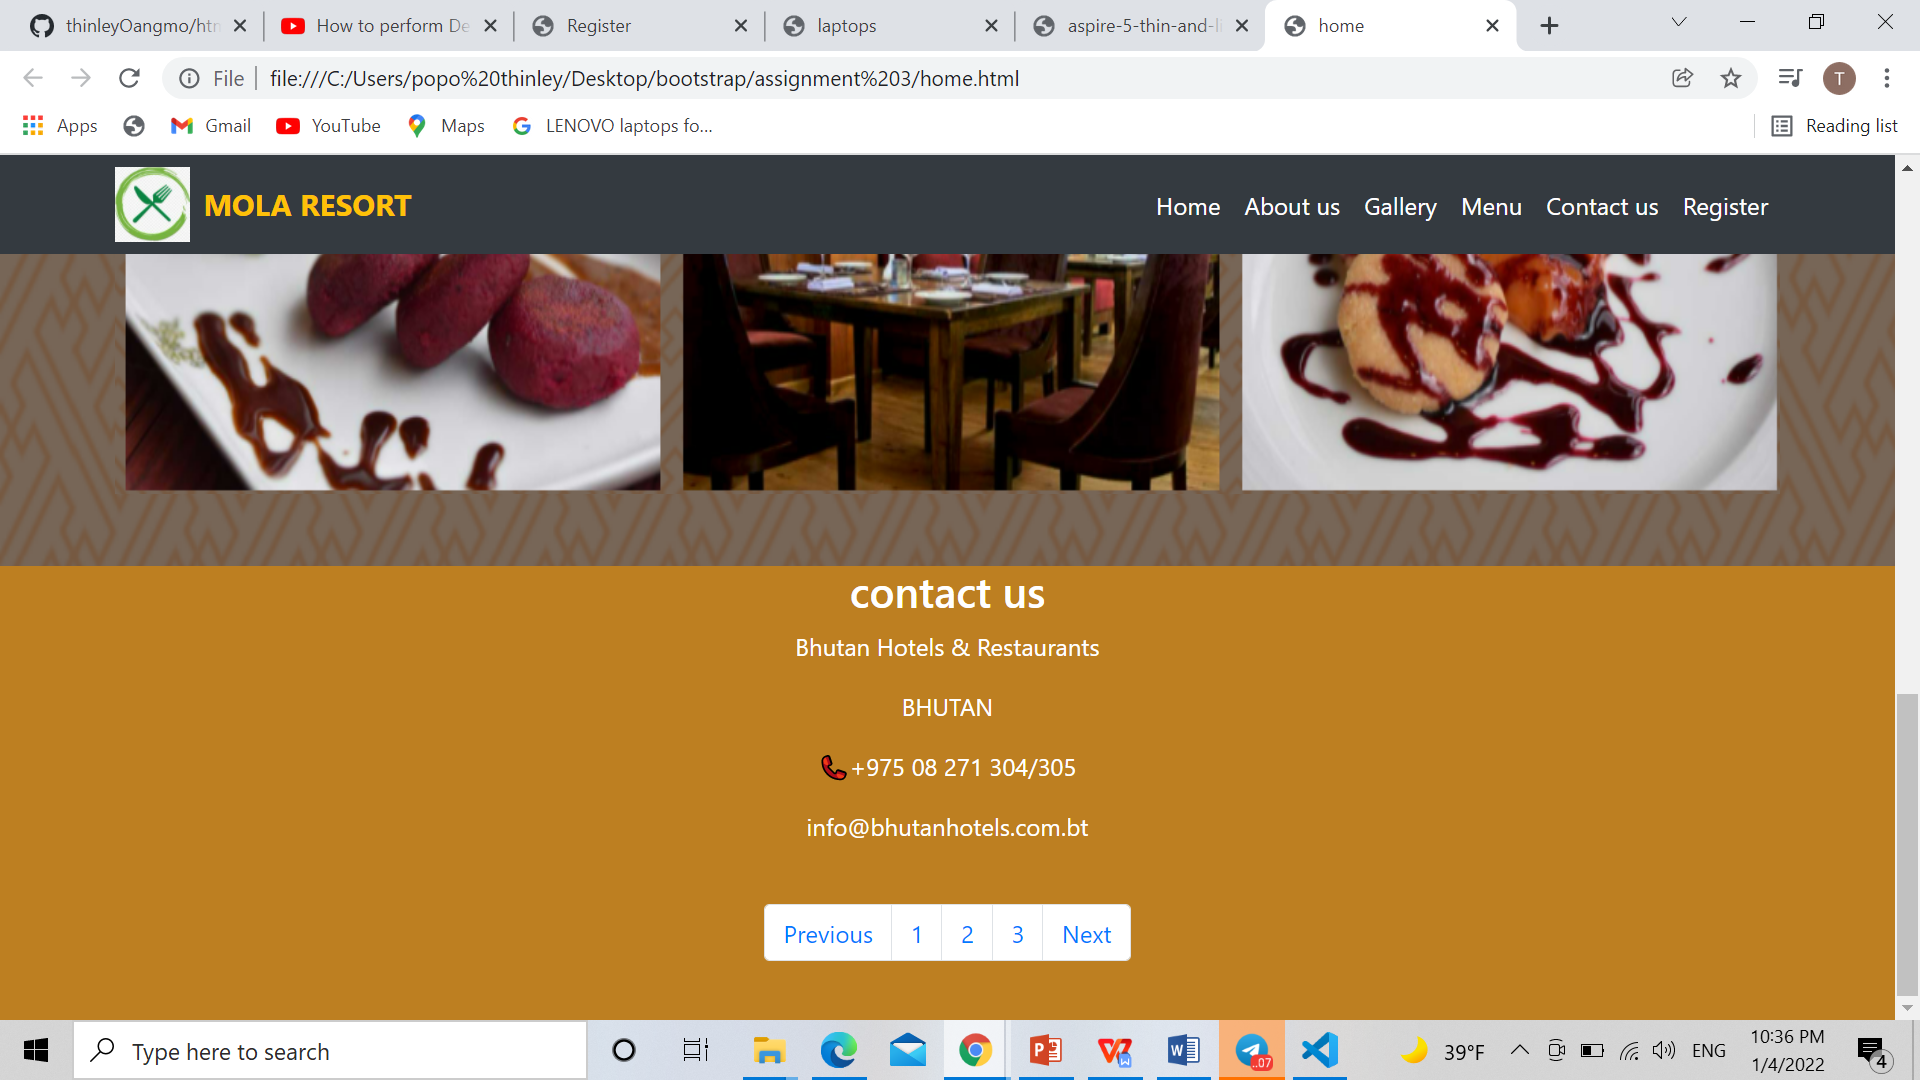 thinleyOangmo/htm
How to perform De
Register
laptops
aspire-5-thin-and-li
home
File
file:///C:/Users/popo%20thinley/Desktop/bootstrap/assignment%203/home.html
T
Apps
Gmail
YouTube
Maps
LENOVO laptops fo...
Reading list
MOLA RESORT
Home About us Gallery Menu Contact us Register
contact us
Bhutan Hotels & Restaurants
BHUTAN
+975 08 271 304/305
info@bhutanhotels.com.bt
Previous 1 2 3 Next
Type here to search
..07
39°F
ENG
10:36 PM
1/4/2022
4